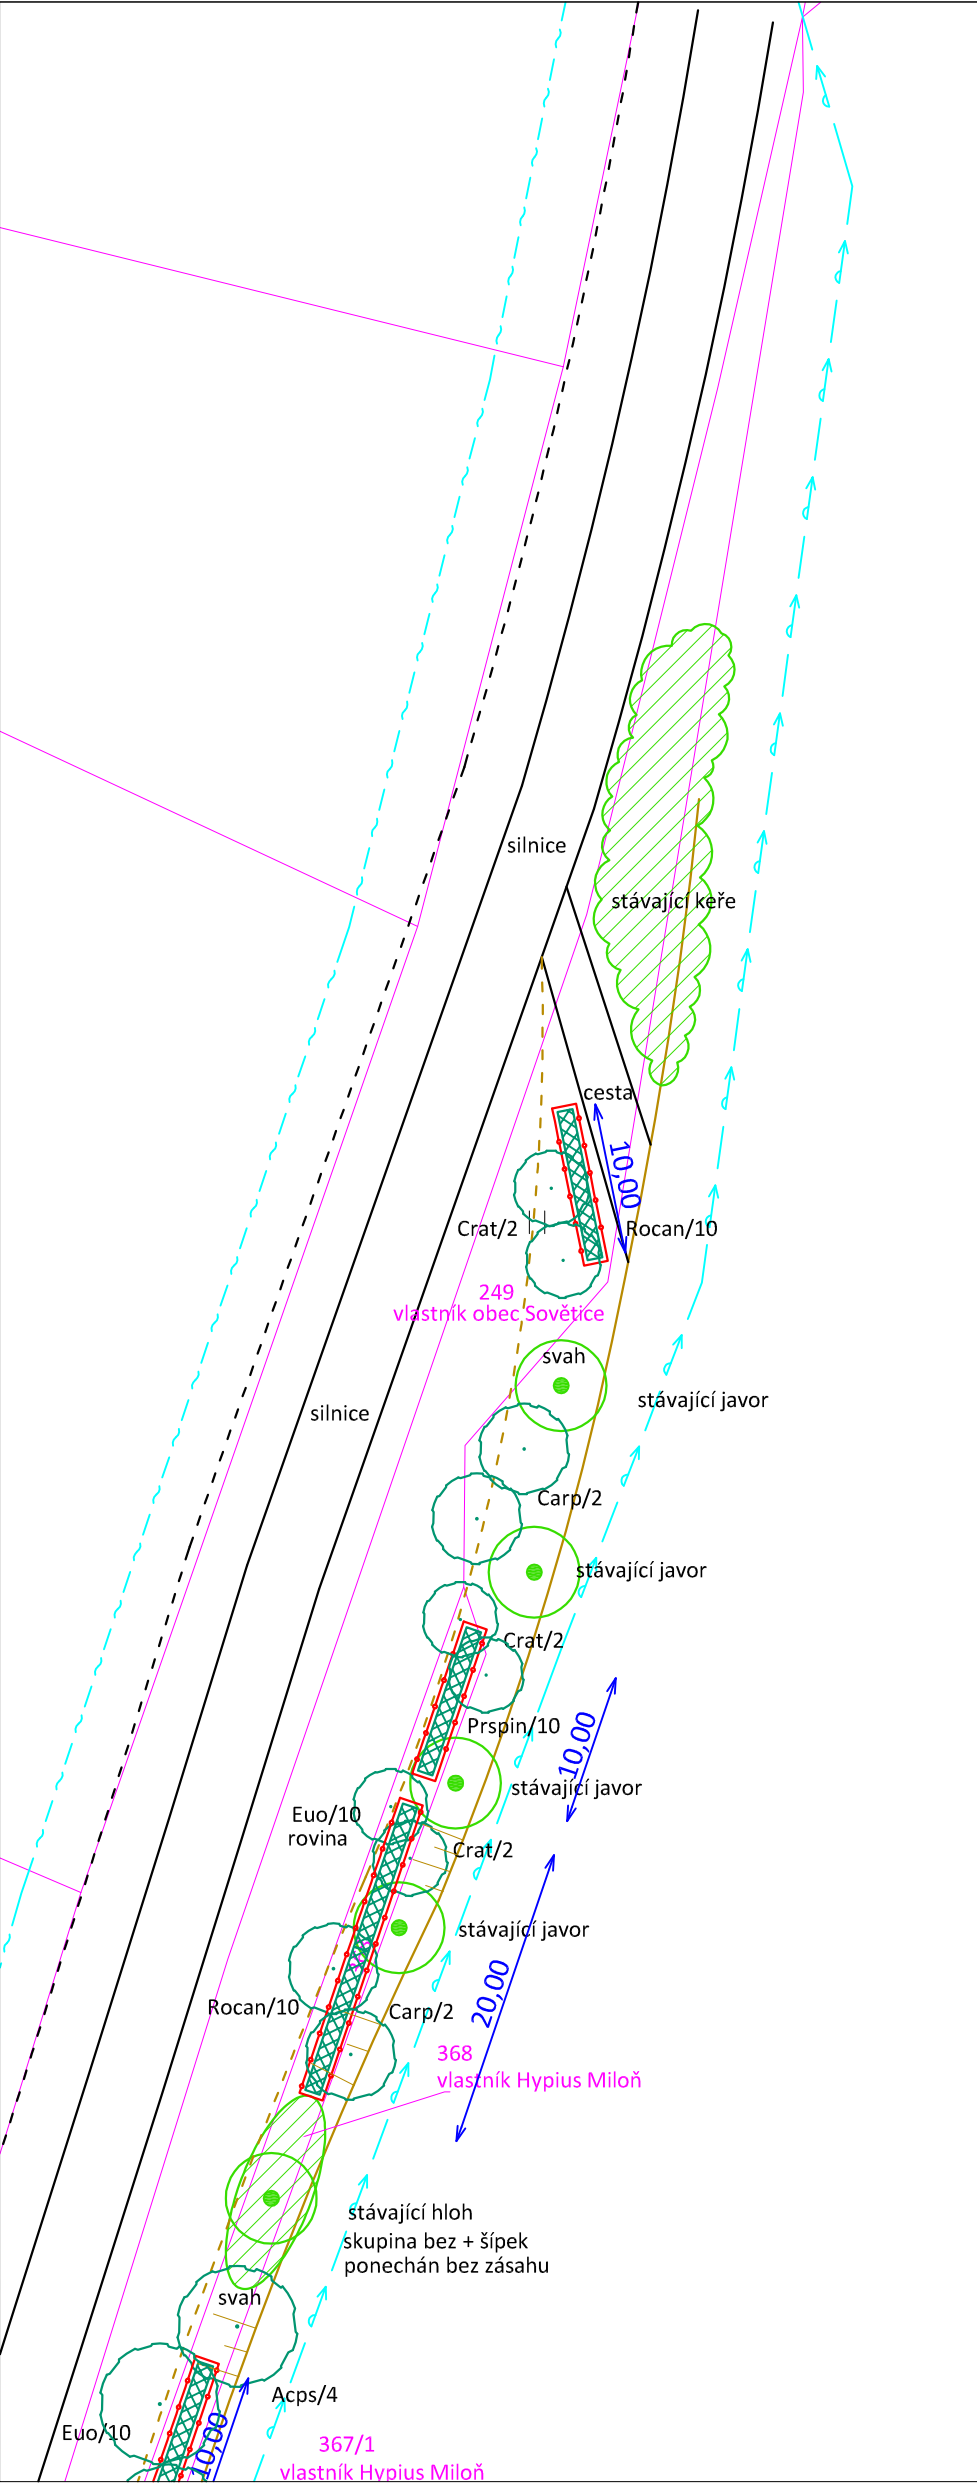 silnice
stávající keře
cesta
10,00
Crat/2
Rocan/10
249
vlastník obec Sovětice
svah
stávající javor
silnice
Carp/2
stávající javor
Crat/2
Prspin/10
10,00
stávající javor
Euo/10
rovina
Crat/2
stávající javor
20,00
Rocan/10
Carp/2
368
vlastník Hypius Miloň
stávající hloh
skupina bez + šípek
ponechán bez zásahu
svah
Acps/4
Euo/10
10,00
367/1
vlastník Hypius Miloň